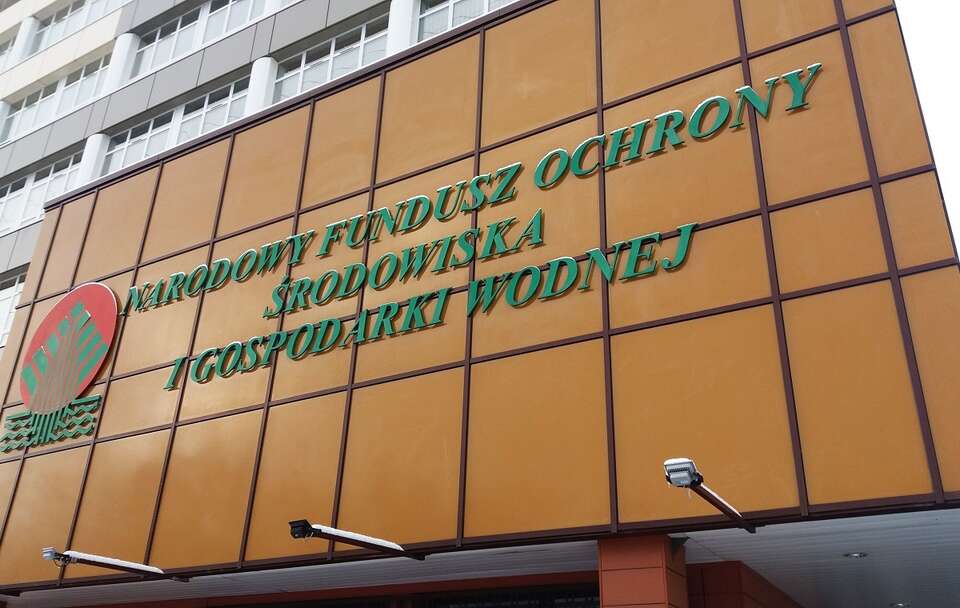 NARODOWY FUNDUSZ OCHRONY
ŚRODOWISKA
I GOSPODARKI WODNEJ